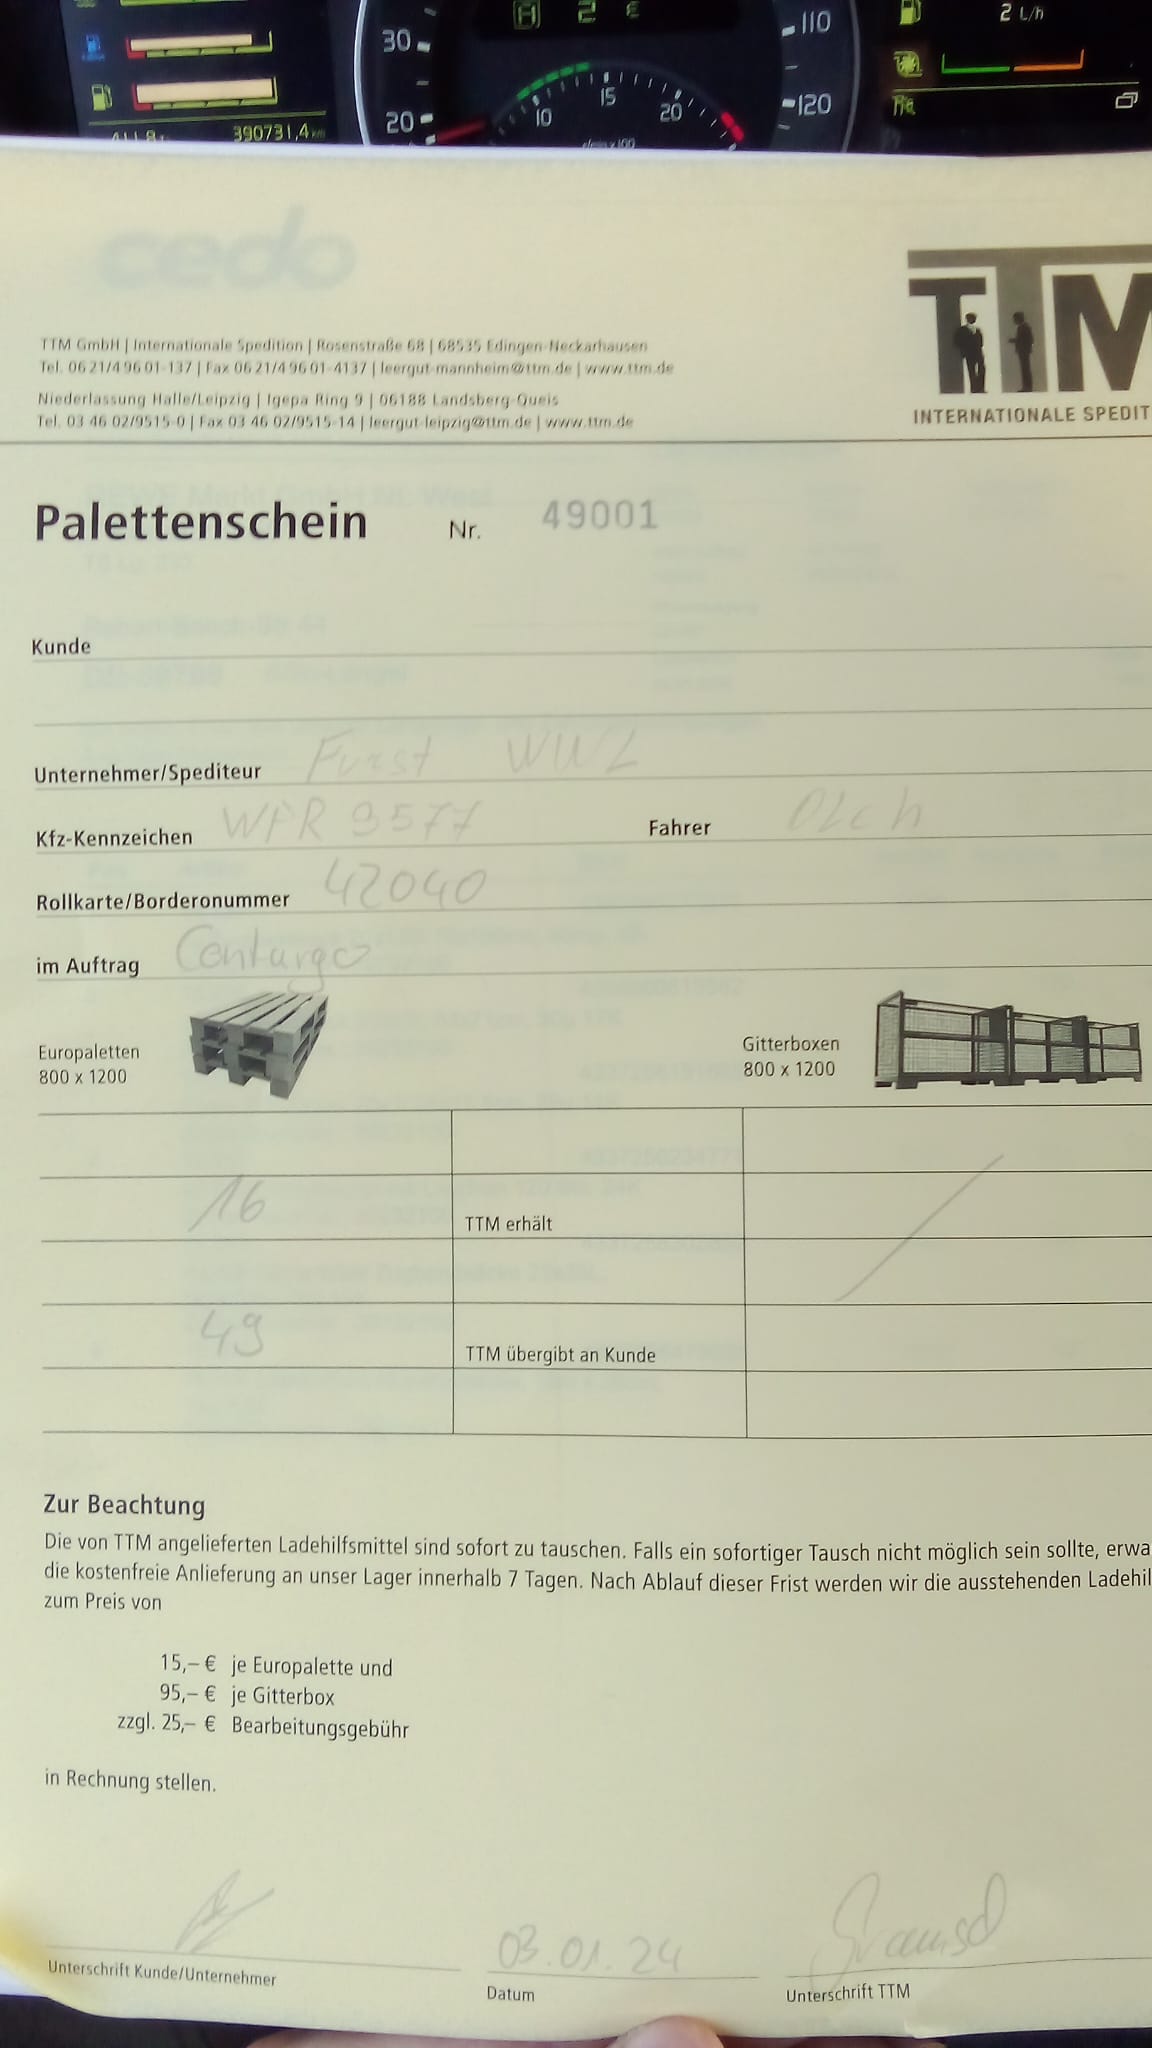 30
20
10
15
20
110
120
2
2 L/h
390731,4 km
cedo
TTM
INTERNATIONALE SPEDIT
TTM GmbH | Internationale Spedition | Rosenstraße 68 | 68535 Edingen-Neckarhausen
Tel. 06 21/4 96 01-137 | Fax 06 21/4 96 01-4137 | leergut-mannheim@ttm.de | www.ttm.de
Niederlassung Halle/Leipzig | Igepa Ring 9 | 06188 Landsberg-Queis
Tel. 03 46 02/9515-0 | Fax 03 46 02/9515-14 | leergut-leipzig@ttm.de | www.ttm.de
Palettenschein Nr. 49001
Kunde
Unternehmer/Spediteur Furst WWL
Kfz-Kennzeichen WPR 9577 Fahrer Olch
Rollkarte/Borderonummer 42040
im Auftrag Contargo
Europaletten
800 x 1200
Gitterboxen
800 x 1200
16 TTM erhält
49 TTM übergibt an Kunde
Zur Beachtung
Die von TTM angelieferten Ladehilfsmittel sind sofort zu tauschen. Falls ein sofortiger Tausch nicht möglich sein sollte, erwa
die kostenfreie Anlieferung an unser Lager innerhalb 7 Tagen. Nach Ablauf dieser Frist werden wir die ausstehenden Ladehil
zum Preis von
15,– € je Europalette und
95,– € je Gitterbox
zzgl. 25,– € Bearbeitungsgebühr
in Rechnung stellen.
03.01.24
Unterschrift Kunde/Unternehmer
Datum
Unterschrift TTM